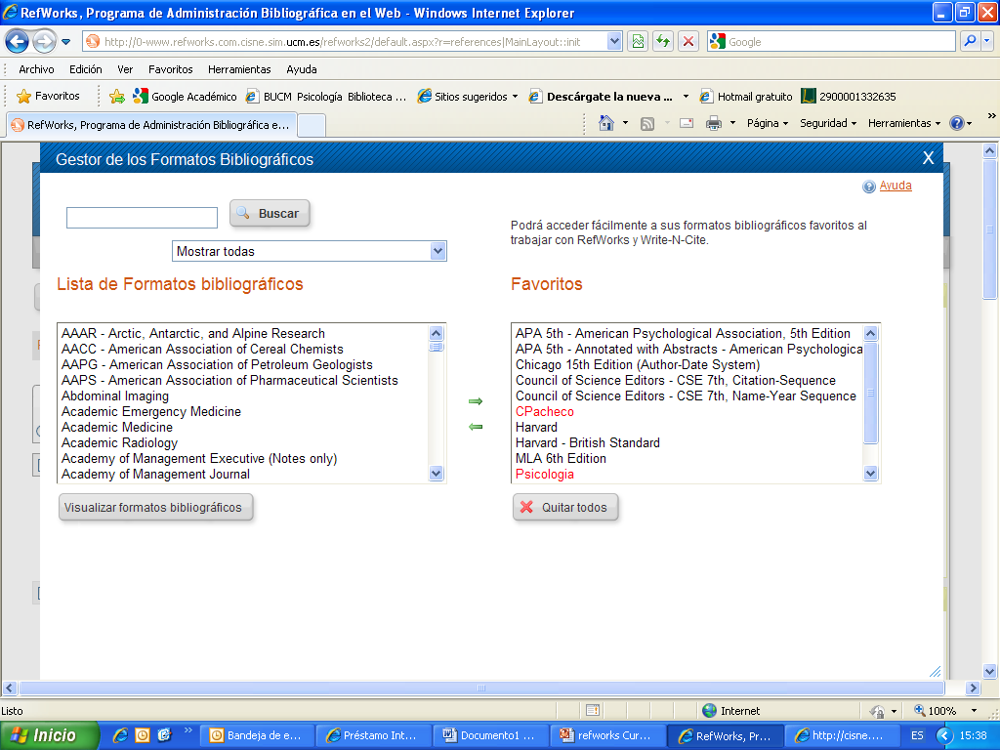 RefWorks, Programa de Administración Bibliográfica en el Web - Windows Internet Explorer
http://0-www.refworks.com.cisne.sim.ucm.es/refworks2/default.aspx?r=references|MainLayout::init
Google
Archivo Edición Ver Favoritos Herramientas Ayuda
Favoritos Google Académico BUCM Psicología Biblioteca ... Sitios sugeridos Descárgate la nueva ... Hotmail gratuito 2900001332635
RefWorks, Programa de Administración Bibliográfica e... Página Seguridad Herramientas »
Gestor de los Formatos Bibliográficos X
Ayuda
Buscar
Podrá acceder fácilmente a sus formatos bibliográficos favoritos al
trabajar con RefWorks y Write-N-Cite.
Mostrar todas
Lista de Formatos bibliográficos
AAAR - Arctic, Antarctic, and Alpine Research
AACC - American Association of Cereal Chemists
AAPG - American Association of Petroleum Geologists
AAPS - American Association of Pharmaceutical Scientists
Abdominal Imaging
Academic Emergency Medicine
Academic Medicine
Academic Radiology
Academy of Management Executive (Notes only)
Academy of Management Journal
Visualizar formatos bibliográficos
Favoritos
APA 5th - American Psychological Association, 5th Edition
APA 5th - Annotated with Abstracts - American Psychologica
Chicago 15th Edition (Author-Date System)
Council of Science Editors - CSE 7th, Citation-Sequence
Council of Science Editors - CSE 7th, Name-Year Sequence
CPacheco
Harvard
Harvard - British Standard
MLA 6th Edition
Psicologia
Quitar todos
Listo Internet 100%
Inicio » Bandeja de e... Préstamo Int... Documento1 ... refworks Cur... RefWorks, Pr... http://cisne.... ES 15:38